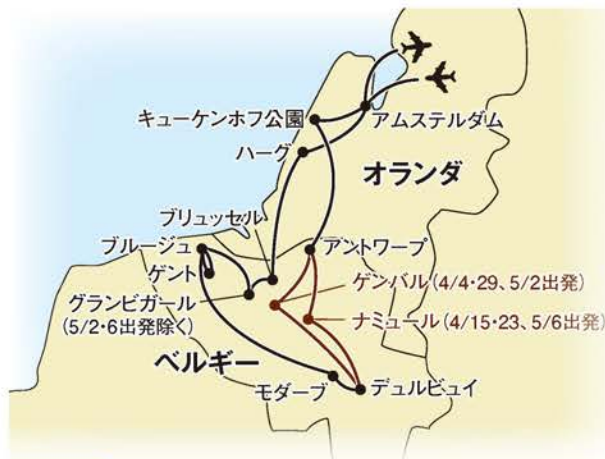 キューケンホフ公園
アムステルダム
ハーグ
オランダ
ブリュッセル
ブルージュ
アントワープ
ゲント
ゲンバル(4/4・29、5/2出発)
グランビガール
(5/2・6出発除く)
ナミュール(4/15・23、5/6出発)
ベルギー
モダーブ
デュルビュイ